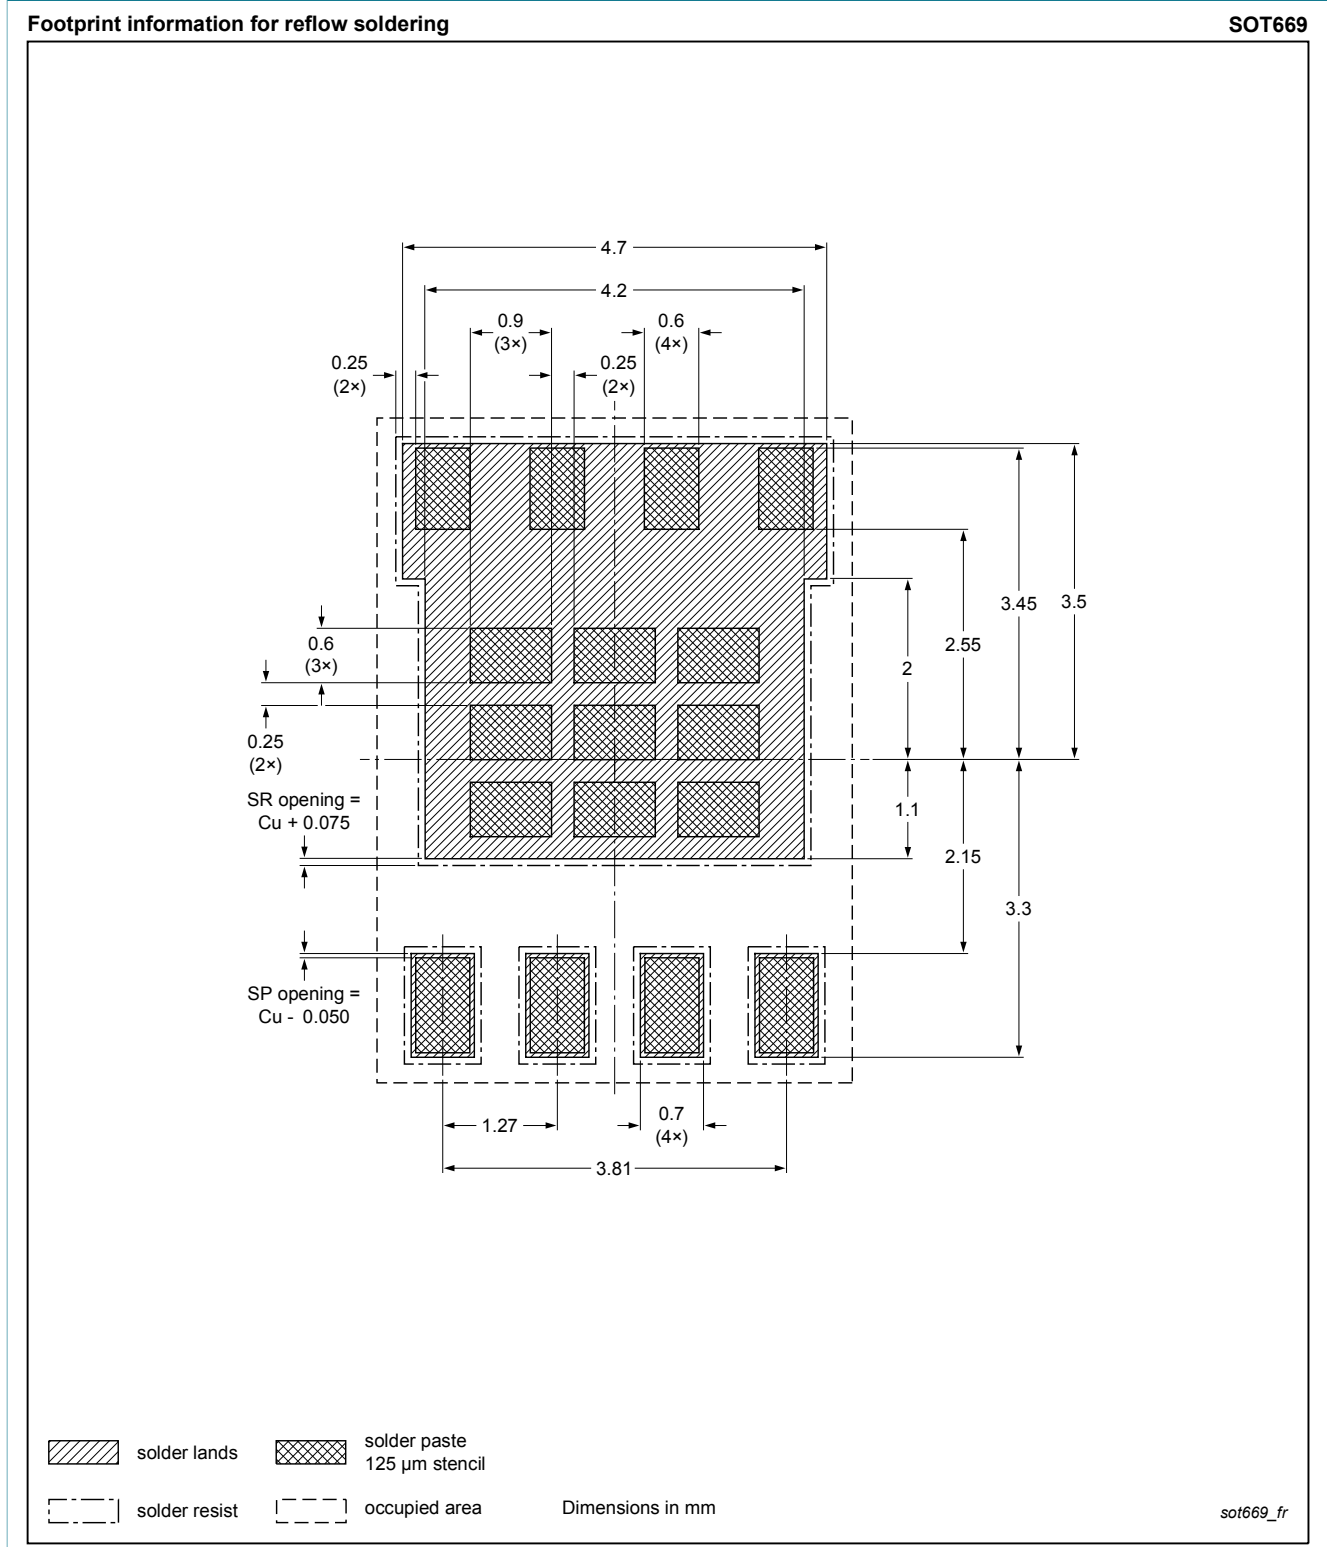 Footprint information for reflow soldering
SOT669
4.7
4.2
0.9
(3×)
0.6
(4×)
0.25
(2×)
0.25
(2×)
3.45
3.5
2.55
2
0.6
(3×)
0.25
(2×)
SR opening =
Cu + 0.075
1.1
2.15
3.3
SP opening =
Cu - 0.050
1.27
0.7
(4×)
3.81
solder lands
solder paste
125 µm stencil
solder resist
occupied area
Dimensions in mm
sot669_fr